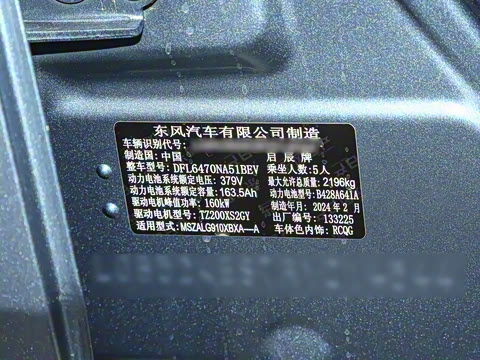 东风汽车有限公司制造
车辆识别代号:
制造国: 中国 启辰牌
整车型号: DFL6470NA51BEV 乘坐人数: 5人
动力电池系统额定电压: 379V 最大允许总质量: 2196kg
动力电池系统额定容量: 163.5Ah 动力电池型号: B428A641A
驱动电机峰值功率: 160kW 制造年月: 2024年2月
驱动电机型号: TZ200XS2GY 出厂编号: 133225
适用型式: MSZALG910XBXA—A 车体色内饰: RCQG